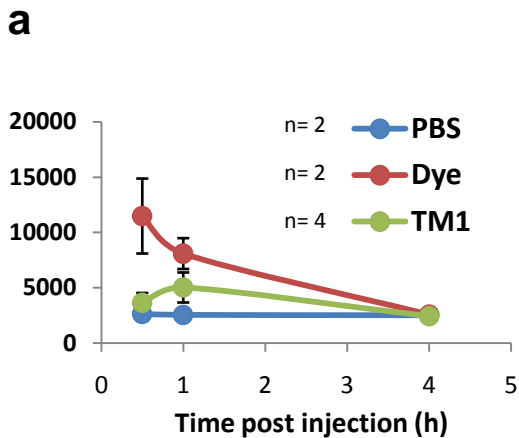 a
20000
n= 2 PBS
15000
n= 2 Dye
n= 4 TM1
10000
5000
0
0 1 2 3 4 5
Time post injection (h)